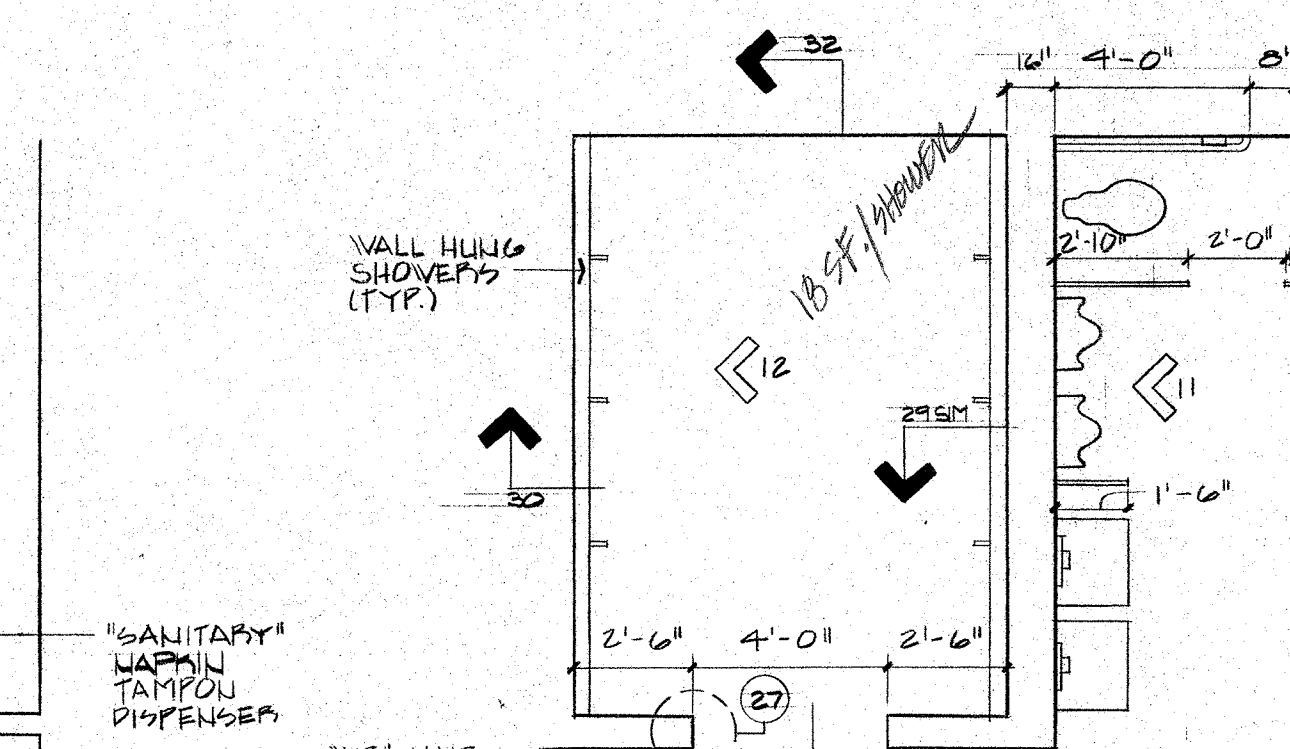 32
16" 4'-0" 8'
18 S.F./SHOWER
WALL HUNG
SHOWERS
(TYP.)
2'-10" 2'-0"
12
11
29 SIM
30
1'-6"
"SANITARY"
NAPKIN
TAMPON
DISPENSER
2'-6" 4'-0" 2'-6"
27